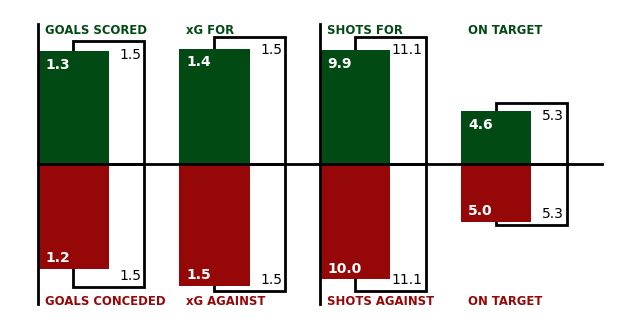 GOALS SCORED xG FOR SHOTS FOR ON TARGET
1.3 1.5 1.4 1.5 9.9 11.1 4.6 5.3
1.2 1.5 1.5 1.5 10.0 11.1 5.0 5.3
GOALS CONCEDED xG AGAINST SHOTS AGAINST ON TARGET